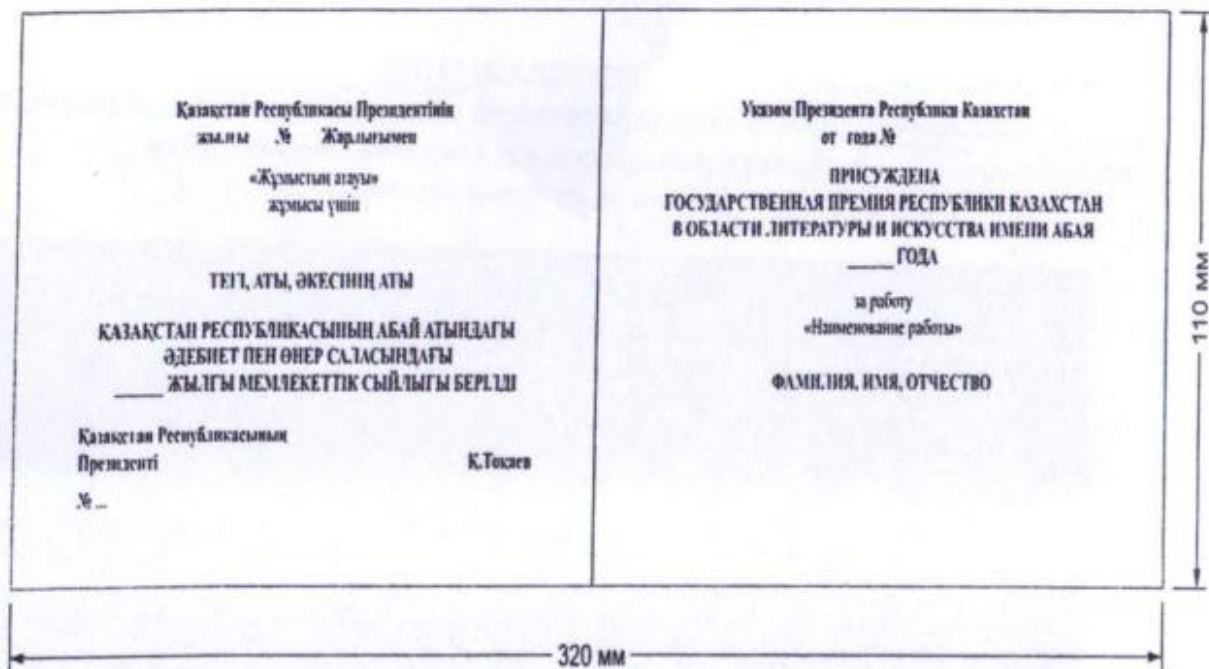 Қазақстан Республикасы Президентінің
жылғы № Жарлығымен
«Жұмыстың атауы»
жұмысы үшін
ТЕГІ, АТЫ, ӘКЕСІНІҢ АТЫ
ҚАЗАҚСТАН РЕСПУБЛИКАСЫНЫҢ АБАЙ АТЫНДАҒЫ
ӘДЕБИЕТ ПЕН ӨНЕР САЛАСЫНДАҒЫ
_____ ЖЫЛҒЫ МЕМЛЕКЕТТІК СЫЙЛЫҒЫ БЕРІЛДІ
Қазақстан Республикасының
Президенті Қ.Тоқаев
№ ...
Указом Президента Республики Казахстан
от года №
ПРИСУЖДЕНА
ГОСУДАРСТВЕННАЯ ПРЕМИЯ РЕСПУБЛИКИ КАЗАХСТАН
В ОБЛАСТИ ЛИТЕРАТУРЫ И ИСКУССТВА ИМЕНИ АБАЯ
_____ ГОДА
за работу
«Наименование работы»
ФАМИЛИЯ, ИМЯ, ОТЧЕСТВО
110 мм
320 мм